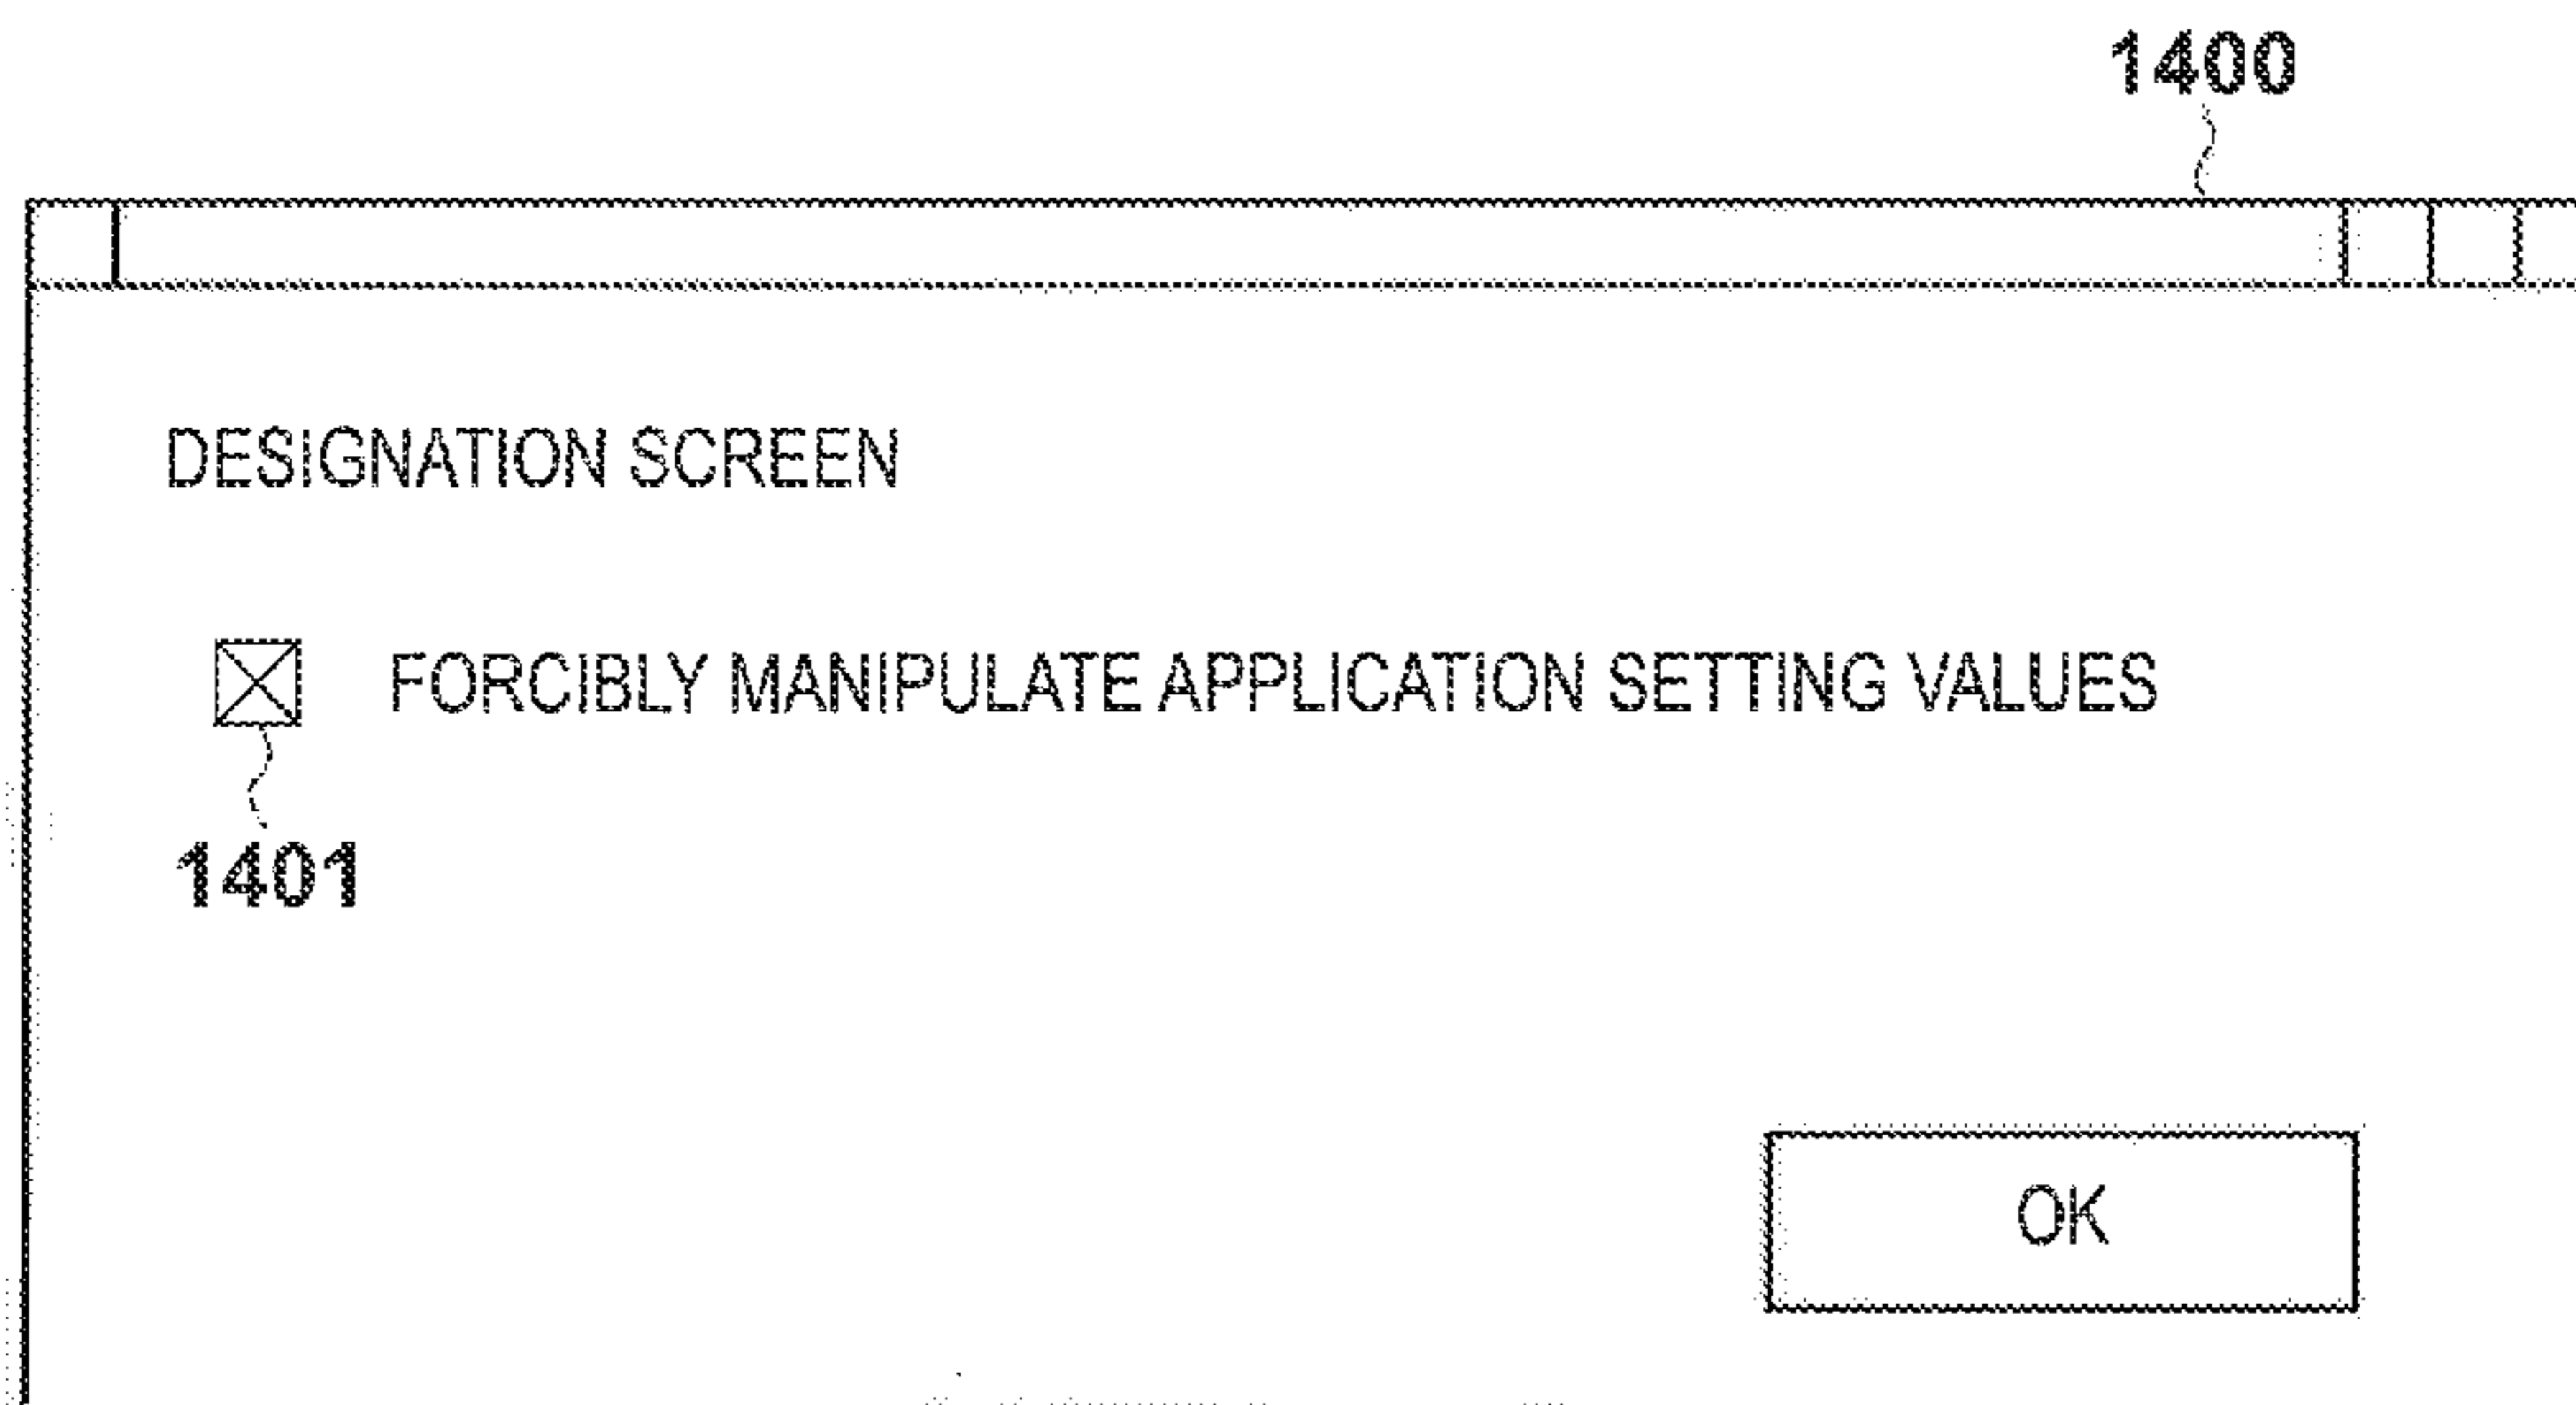 1400
DESIGNATION SCREEN
FORCIBLY MANIPULATE APPLICATION SETTING VALUES
1401
OK